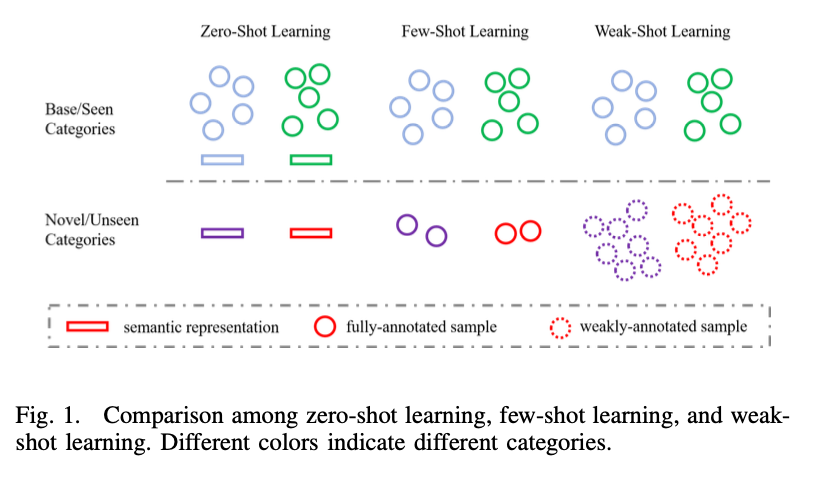 Zero-Shot Learning Few-Shot Learning Weak-Shot Learning
Base/Seen
Categories
Novel/Unseen
Categories
semantic representation fully-annotated sample weakly-annotated sample
Fig. 1. Comparison among zero-shot learning, few-shot learning, and weak-
shot learning. Different colors indicate different categories.